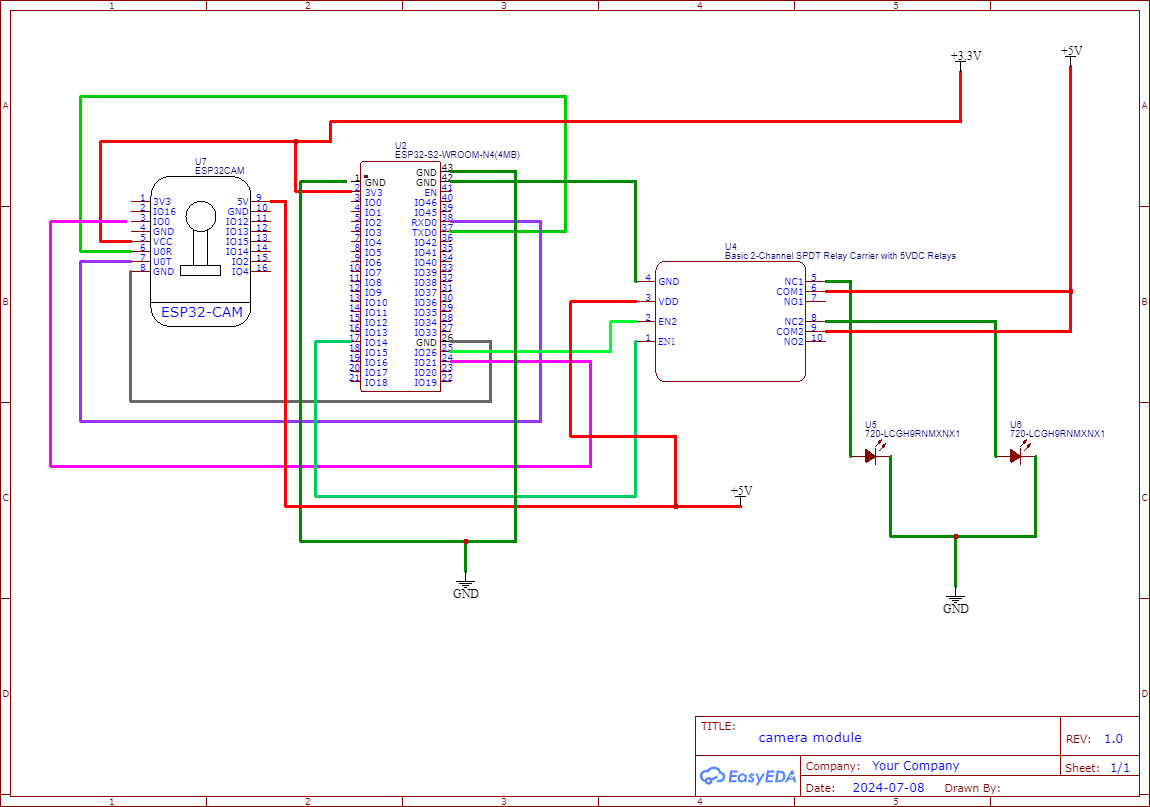 1 2 3 4 5
A A
B B
C C
D D
1 2 3 4 5
+3.3V
+5V
U7
ESP32CAM
1 3V3
2 IO16
3 IO0
4 GND
5 VCC
6 U0R
7 U0T
8 GND
5V 9
GND 10
IO12 11
IO13 12
IO15 13
IO14 14
IO2 15
IO4 16
ESP32-CAM
U2
ESP32-S2-WROOM-N4(4MB)
1 GND
2 3V3
3 IO0
4 IO1
5 IO2
6 IO3
7 IO4
8 IO5
9 IO6
10 IO7
11 IO8
12 IO9
13 IO10
14 IO11
15 IO12
16 IO13
17 IO14
18 IO15
19 IO16
20 IO17
21 IO18
GND 43
GND 42
EN 41
IO46 40
IO45 39
RXD0 38
TXD0 37
IO42 36
IO41 35
IO40 34
IO39 33
IO38 32
IO37 31
IO36 30
IO35 29
IO34 28
IO33 27
GND 26
IO26 25
IO21 24
IO20 23
IO19 22
U4
Basic 2-Channel SPDT Relay Carrier with 5VDC Relays
4 GND
3 VDD
2 EN2
1 EN1
NC1 5
COM1 6
NO1 7
NC2 8
COM2 9
NO2 10
U5
720-LCGH9RNMXNX1
U6
720-LCGH9RNMXNX1
+5V
GND
GND
TITLE:
camera module
REV: 1.0
EasyEDA
Company: Your Company
Sheet: 1/1
Date: 2024-07-08 Drawn By: